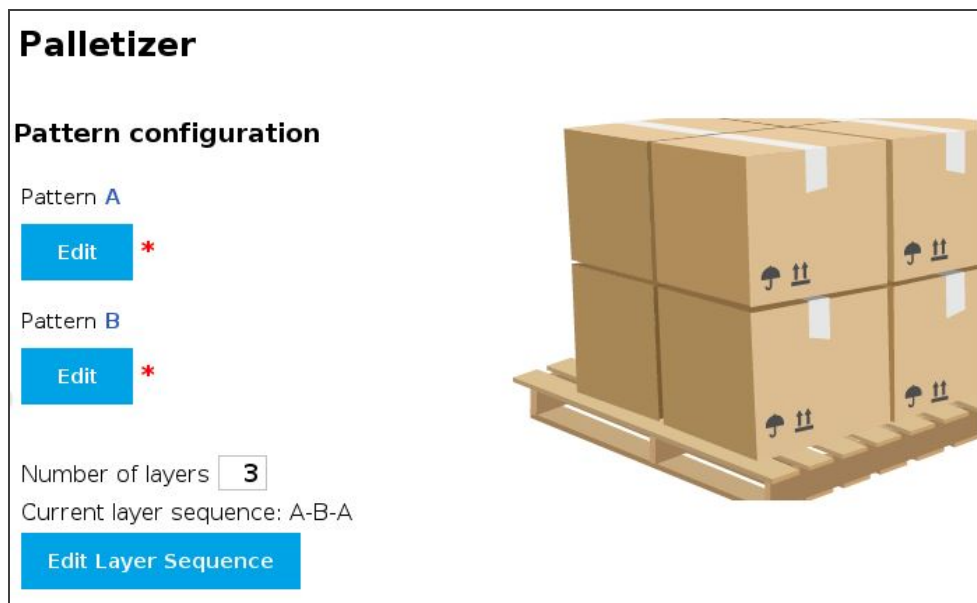 Palletizer
Pattern configuration
Pattern A
Edit *
Pattern B
Edit *
Number of layers 3
Current layer sequence: A-B-A
Edit Layer Sequence